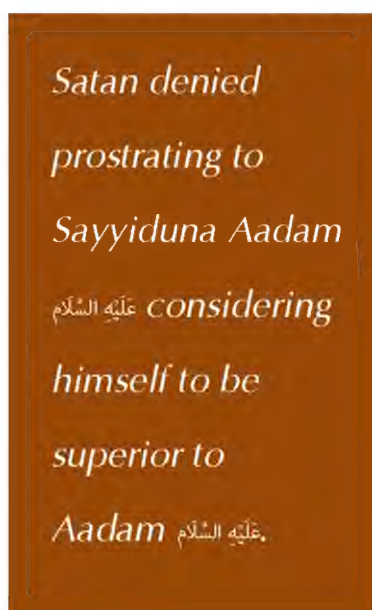 Satan denied
prostrating to
Sayyiduna Aadam
عَلَيْهِ السَّلَام considering
himself to be
superior to
Aadam عَلَيْهِ السَّلَام.